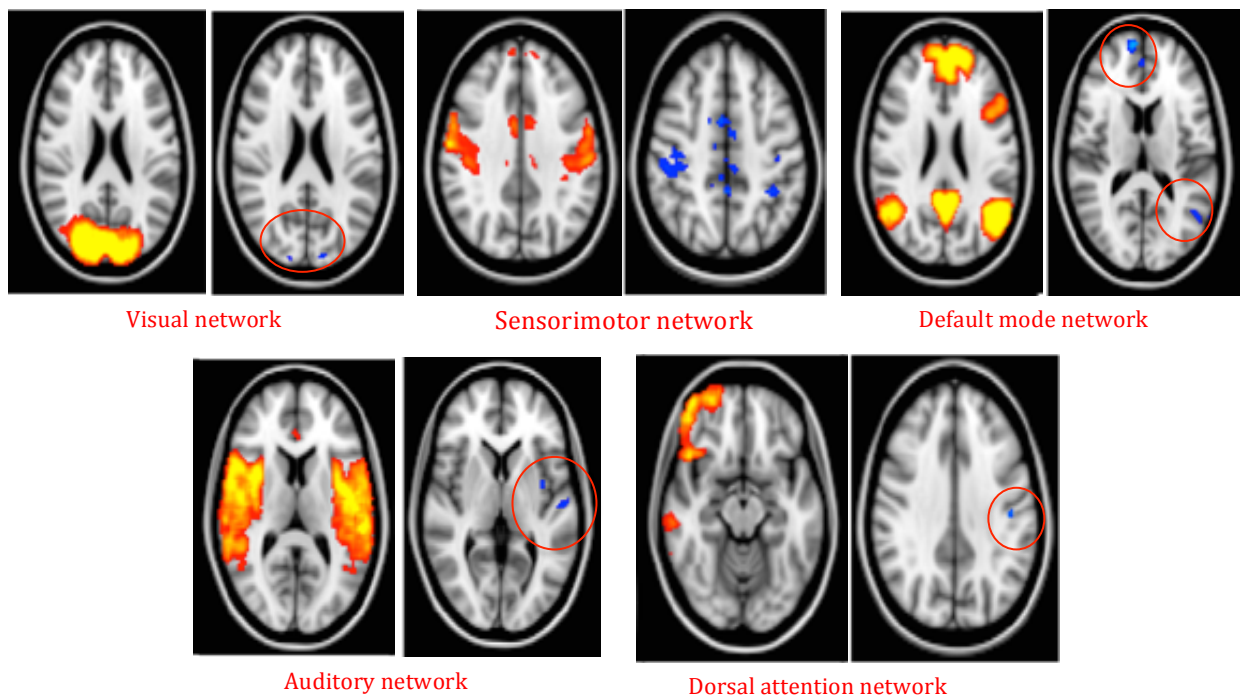 Visual network
Sensorimotor network
Default mode network
Auditory network
Dorsal attention network